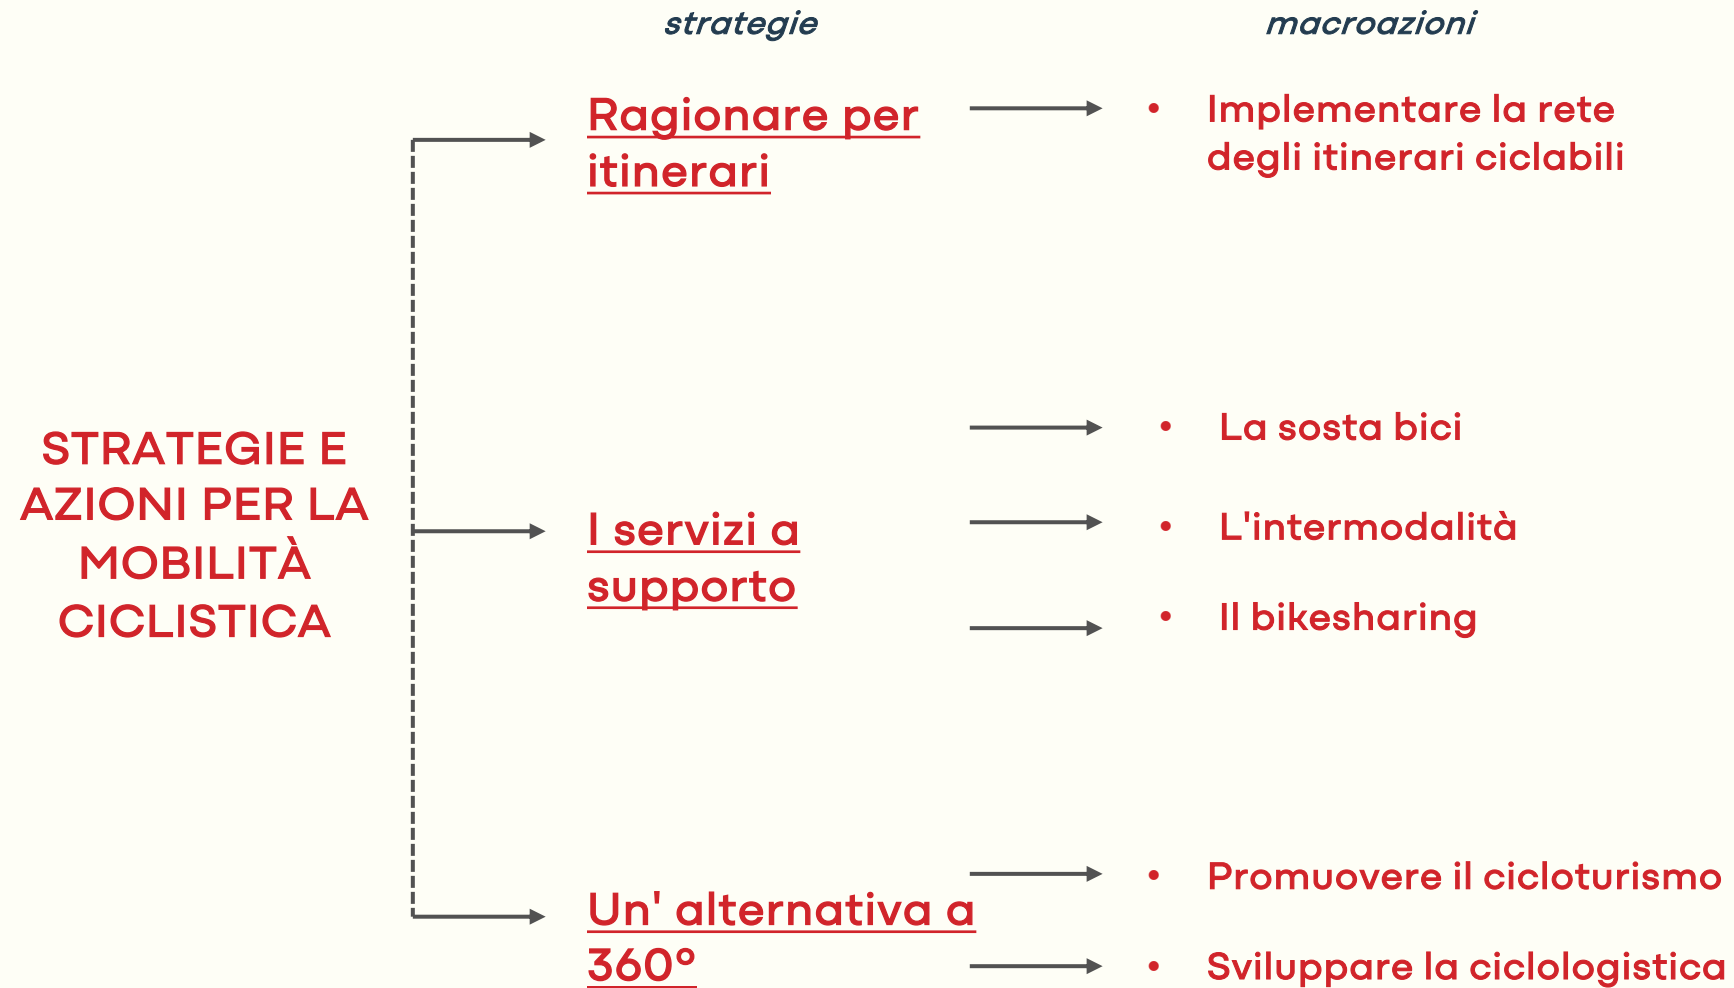 strategie
macroazioni
STRATEGIE E
AZIONI PER LA
MOBILITÀ
CICLISTICA
Ragionare per
itinerari
• Implementare la rete
degli itinerari ciclabili
I servizi a
supporto
• La sosta bici
• L'intermodalità
• Il bikesharing
Un' alternativa a
360°
• Promuovere il cicloturismo
• Sviluppare la ciclologistica